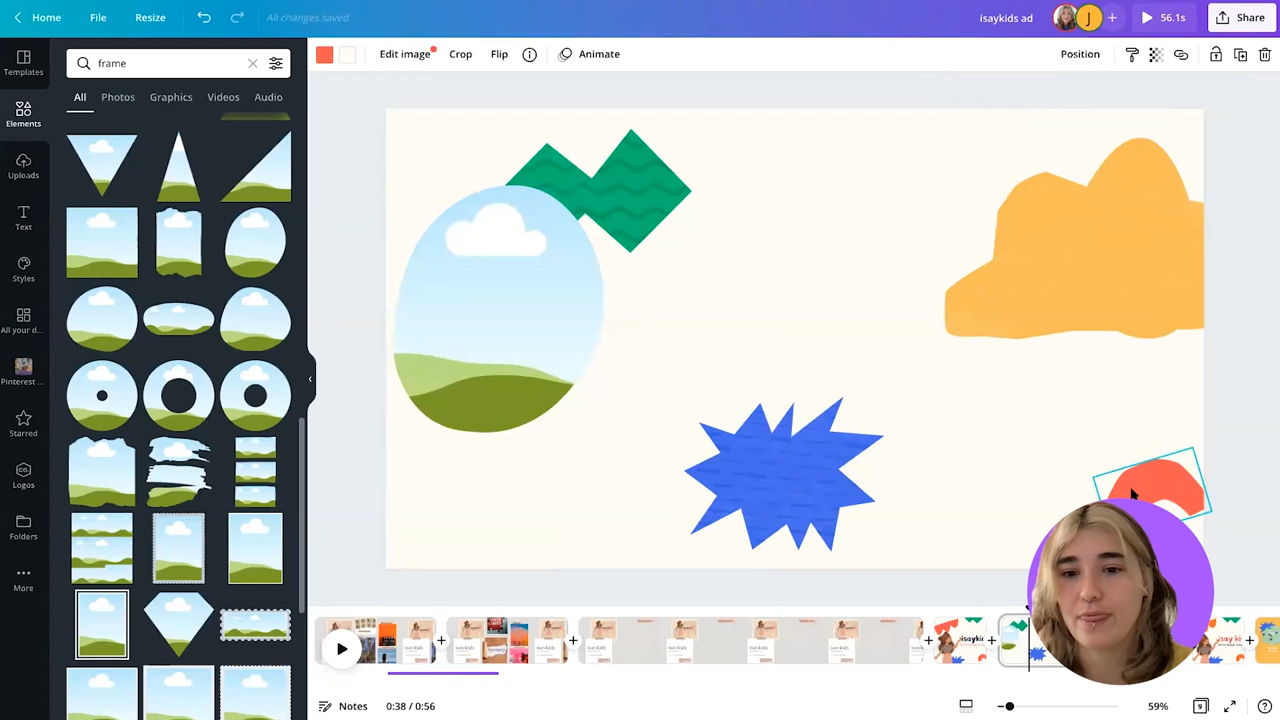 Home File Resize All changes saved isaykids ad J + 56.1s Share
Templates frame Edit image Crop Flip Animate Position
All Photos Graphics Videos Audio
Elements
Uploads
Text
Styles
All your d...
Pinterest ...
Starred
CO.
Logos
Folders
More
Notes 0:38 / 0:56 59% 9